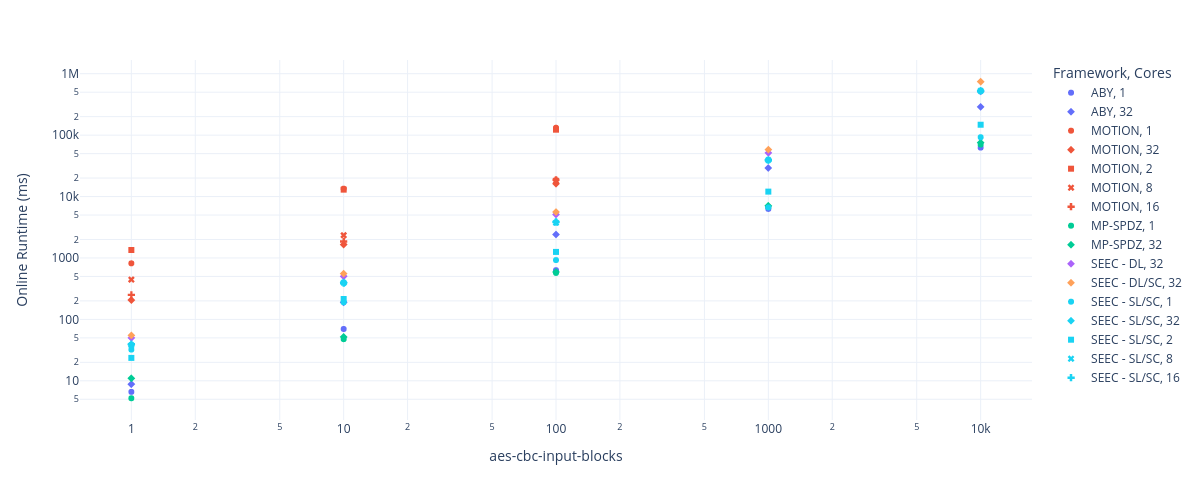 Online Runtime (ms)
1M
5
2
100k
5
2
10k
5
2
1000
5
2
100
5
2
10
5
1
2
5
10
2
5
100
2
5
1000
2
5
10k
aes-cbc-input-blocks
Framework, Cores
ABY, 1
ABY, 32
MOTION, 1
MOTION, 32
MOTION, 2
MOTION, 8
MOTION, 16
MP-SPDZ, 1
MP-SPDZ, 32
SEEC - DL, 32
SEEC - DL/SC, 32
SEEC - SL/SC, 1
SEEC - SL/SC, 32
SEEC - SL/SC, 2
SEEC - SL/SC, 8
SEEC - SL/SC, 16